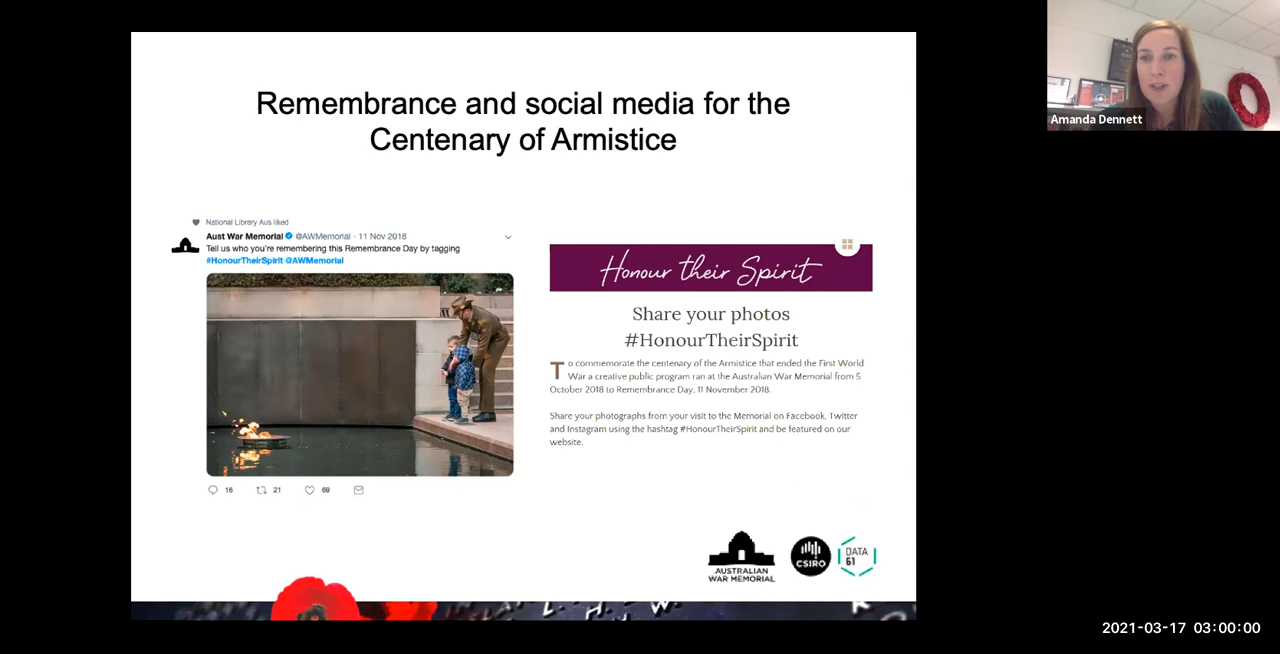 Remembrance and social media for the
Centenary of Armistice
National Library Aus liked
Aust War Memorial @AWMemorial · 11 Nov 2018
Tell us who you're remembering this Remembrance Day by tagging
#HonourTheirSpirit @AWMemorial
16 21 69
Honour their Spirit
Share your photos
#HonourTheirSpirit
To commemorate the centenary of the Armistice that ended the First World
War a creative public program ran at the Australian War Memorial from 5
October 2018 to Remembrance Day, 11 November 2018.
Share your photographs from your visit to the Memorial on Facebook, Twitter
and Instagram using the hashtag #HonourTheirSpirit and be featured on our
website.
AUSTRALIAN
WAR MEMORIAL
CSIRO
DATA
61
L. H. W.
Amanda Dennett
2021-03-17 03:00:00